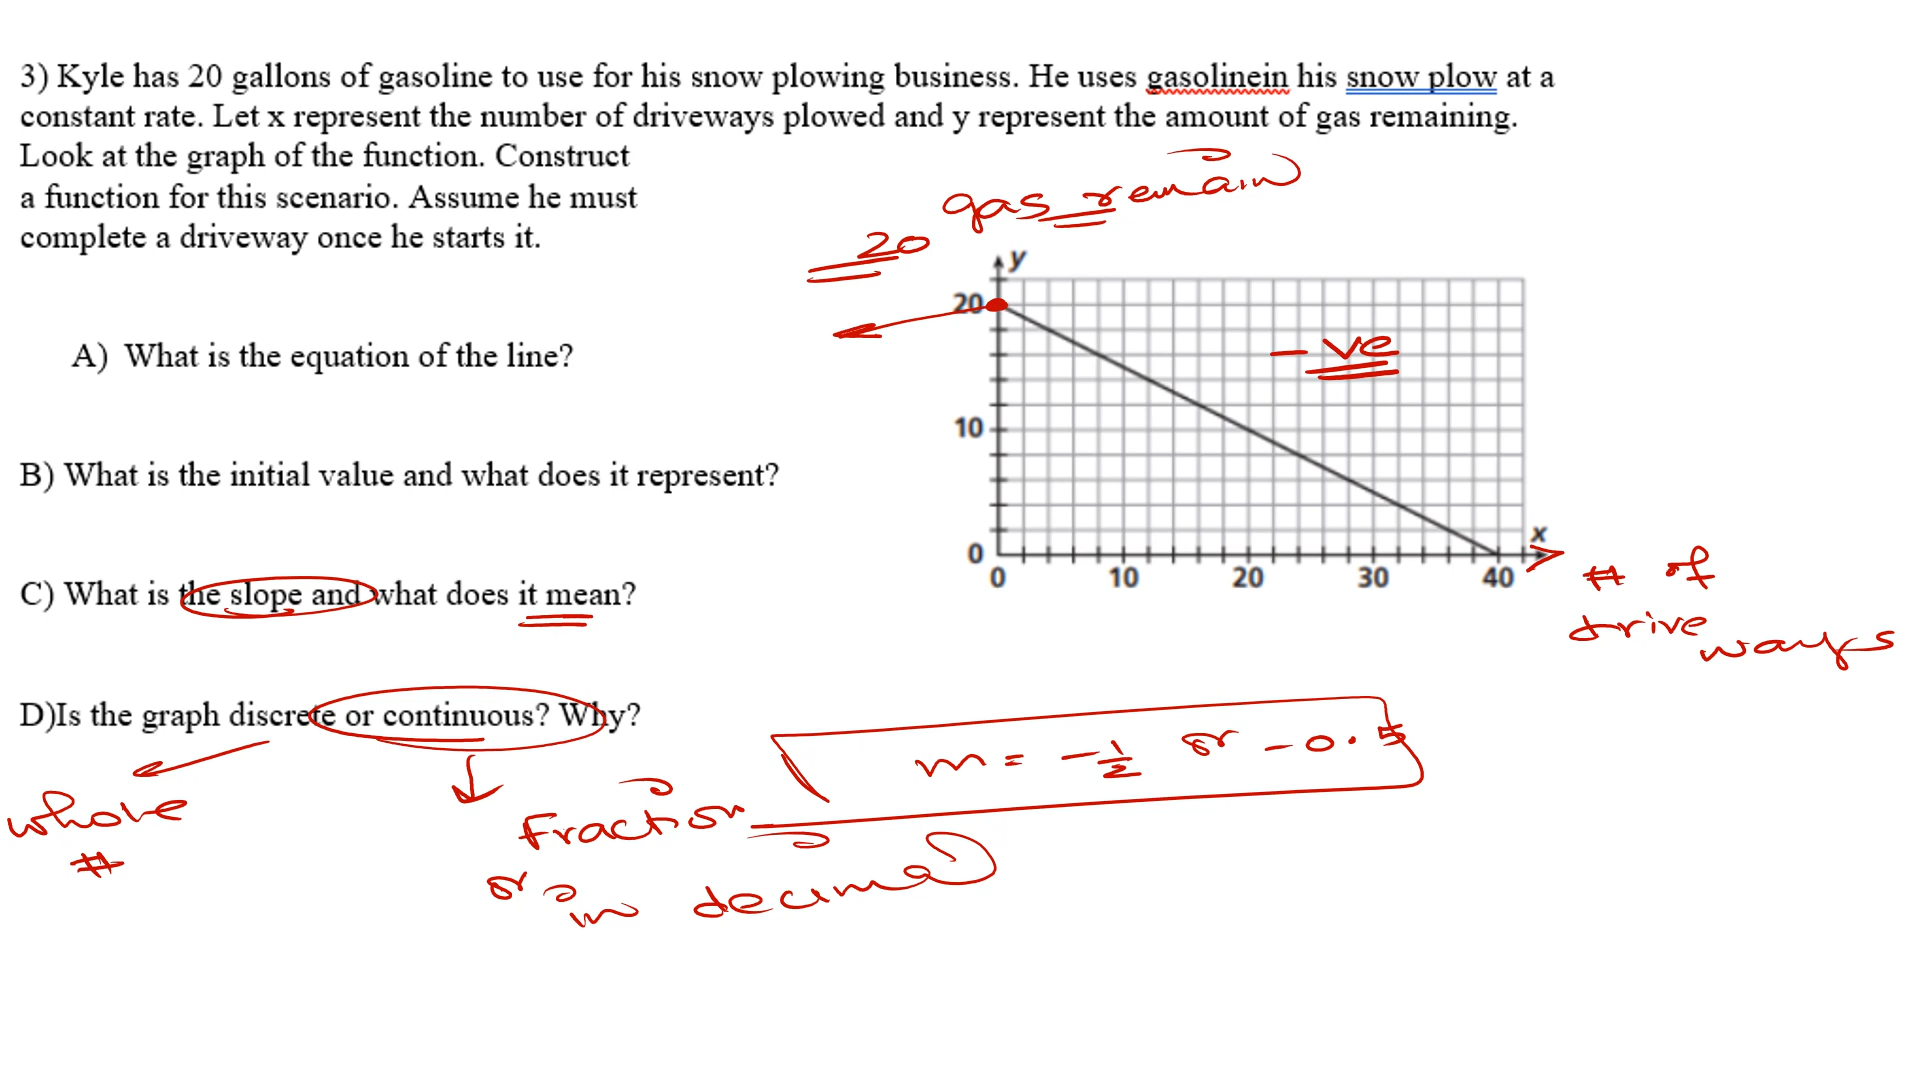 3) Kyle has 20 gallons of gasoline to use for his snow plowing business. He uses gasolinein his snow plow at a
constant rate. Let x represent the number of driveways plowed and y represent the amount of gas remaining.
Look at the graph of the function. Construct
a function for this scenario. Assume he must
complete a driveway once he starts it.
gas remain
20
y
20
- ve
A) What is the equation of the line?
10
B) What is the initial value and what does it represent?
x
0
0 10 20 30 40
# of
drive ways
C) What is the slope and what does it mean?
D)Is the graph discrete or continuous? Why?
m = -1/2 or -0.5
whole
#
fraction
or in decimal